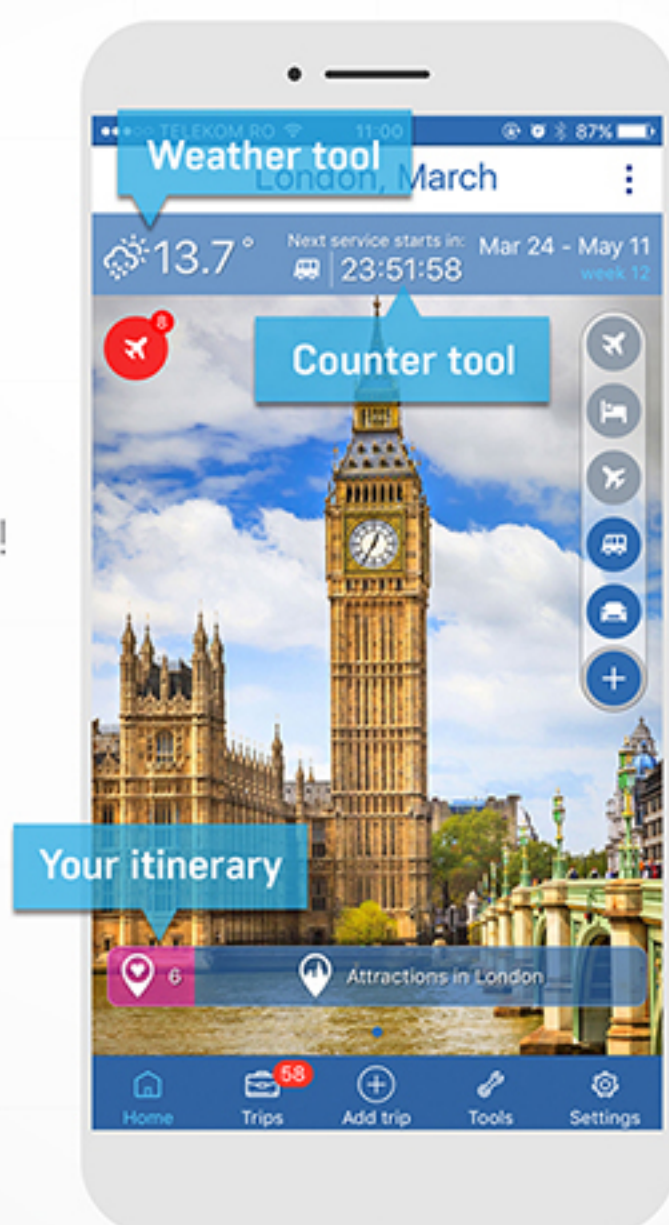 TELEKOM RO 11:00 87%
Weather tool
London, March
13.7° Next service starts in: Mar 24 - May 11
23:51:58 week 12
8
Counter tool
!
Your itinerary
6 Attractions in London
58
Home Trips Add trip Tools Settings